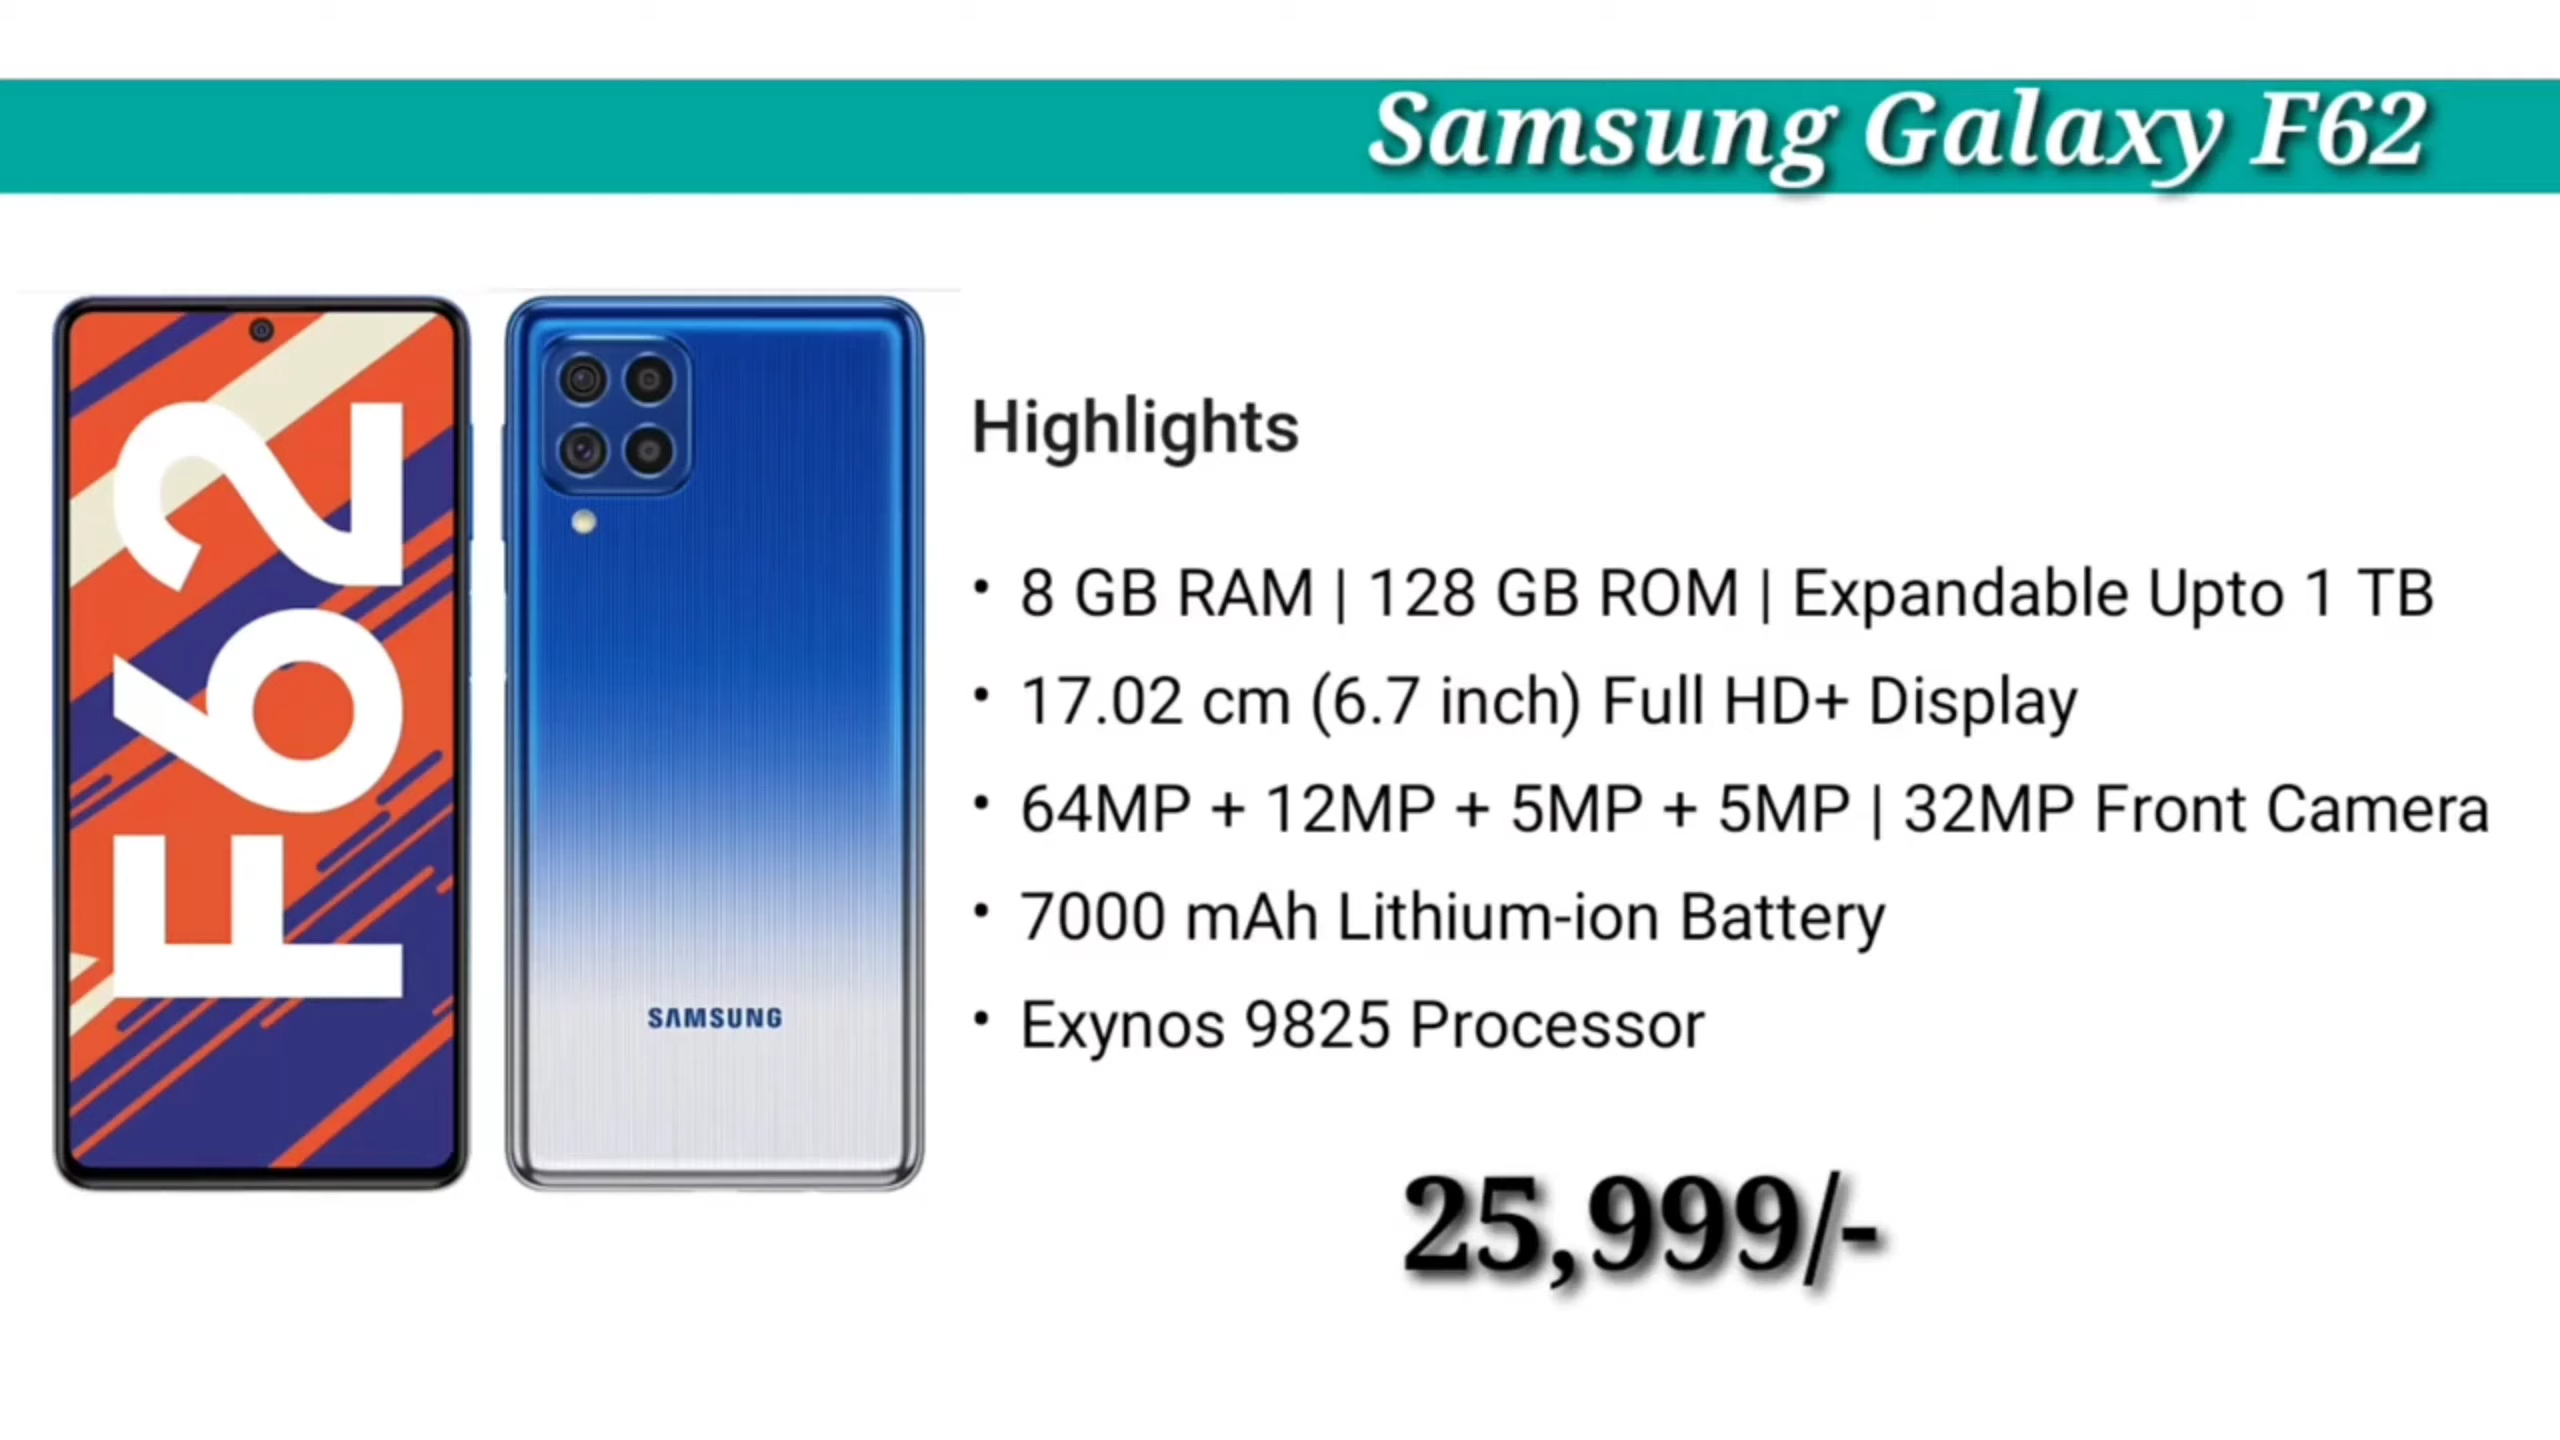 Samsung Galaxy F62
F62
SAMSUNG
Highlights
• 8 GB RAM | 128 GB ROM | Expandable Upto 1 TB
• 17.02 cm (6.7 inch) Full HD+ Display
• 64MP + 12MP + 5MP + 5MP | 32MP Front Camera
• 7000 mAh Lithium-ion Battery
• Exynos 9825 Processor
25,999/-